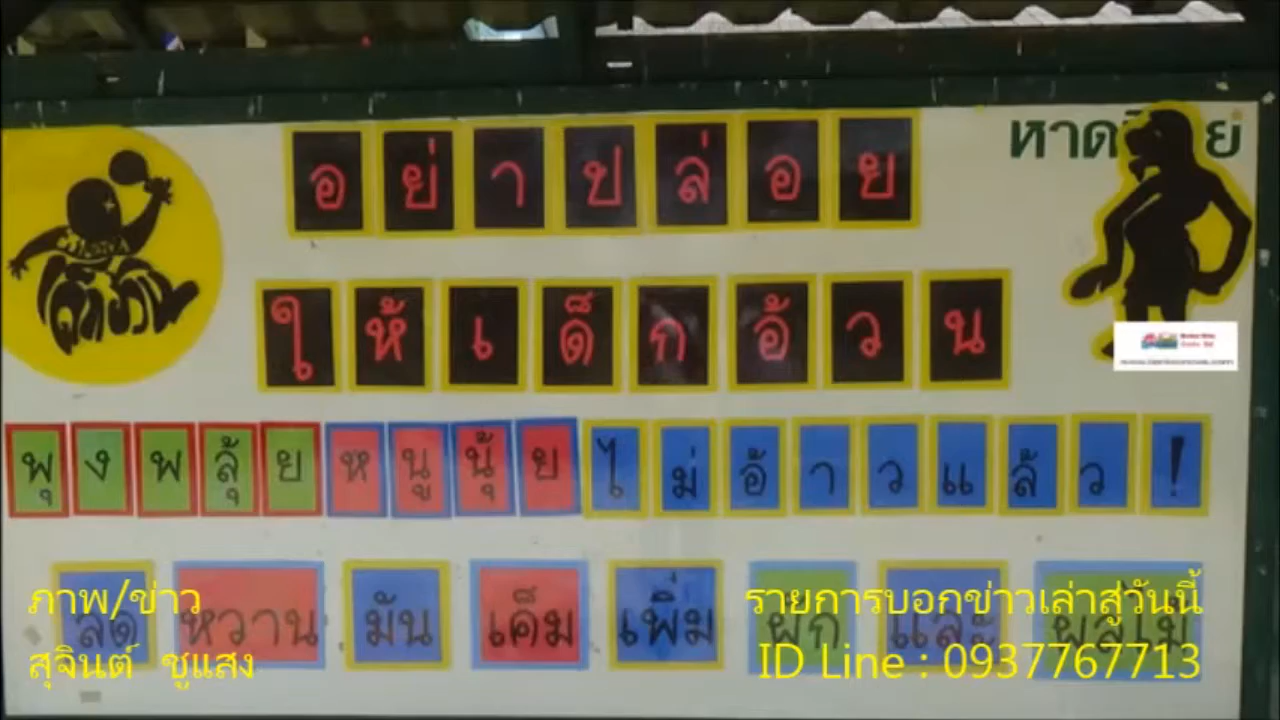 อย่าปล่อย
ให้เด็กอ้วน
พุงพลุ้ยหนูนุ้ยไม่อ้าวแล้ว!
ลด หวาน มัน เค็ม เพิ่ม ผัก และ ผลไม้
ภาพ/ข่าว
สุจินต์ ชูแสง
รายการบอกข่าวเล่าสู่วันนี้
ID Line : 0937767713